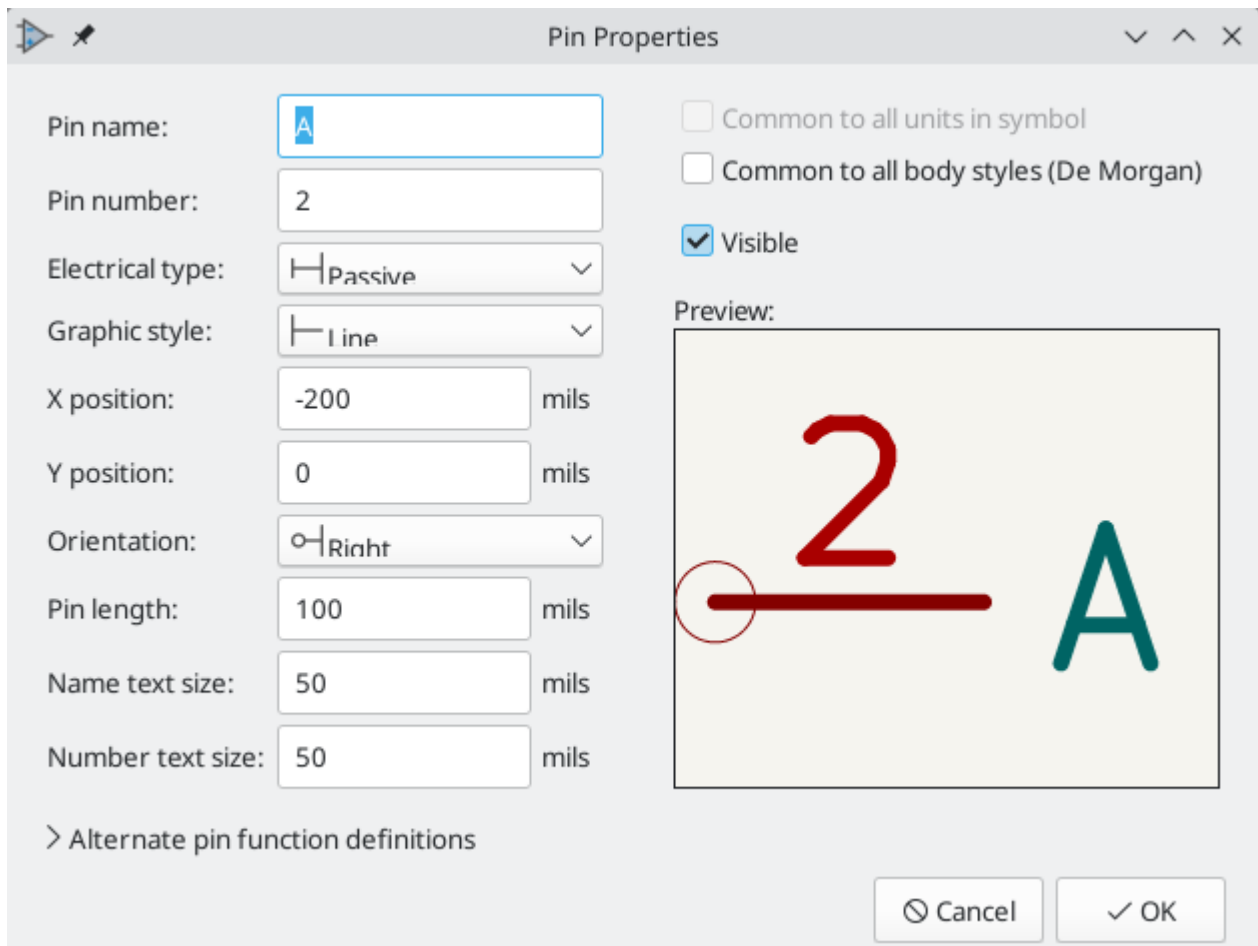 Pin Properties
Pin name:
A
Pin number:
2
Electrical type:
Passive
Graphic style:
Line
X position:
-200
mils
Y position:
0
mils
Orientation:
Right
Pin length:
100
mils
Name text size:
50
mils
Number text size:
50
mils
Alternate pin function definitions
Common to all units in symbol
Common to all body styles (De Morgan)
Visible
Preview:
2
A
Cancel
OK